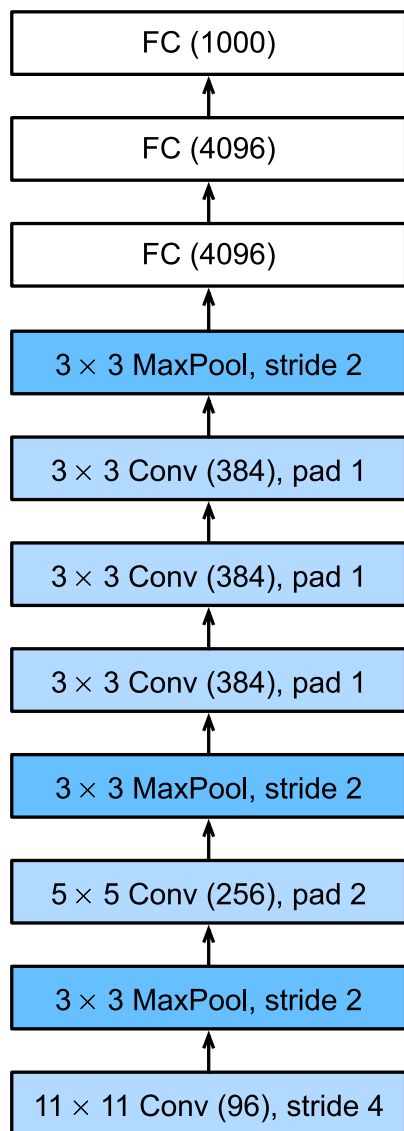 FC (1000)
FC (4096)
FC (4096)
3 × 3 MaxPool, stride 2
3 × 3 Conv (384), pad 1
3 × 3 Conv (384), pad 1
3 × 3 Conv (384), pad 1
3 × 3 MaxPool, stride 2
5 × 5 Conv (256), pad 2
3 × 3 MaxPool, stride 2
11 × 11 Conv (96), stride 4